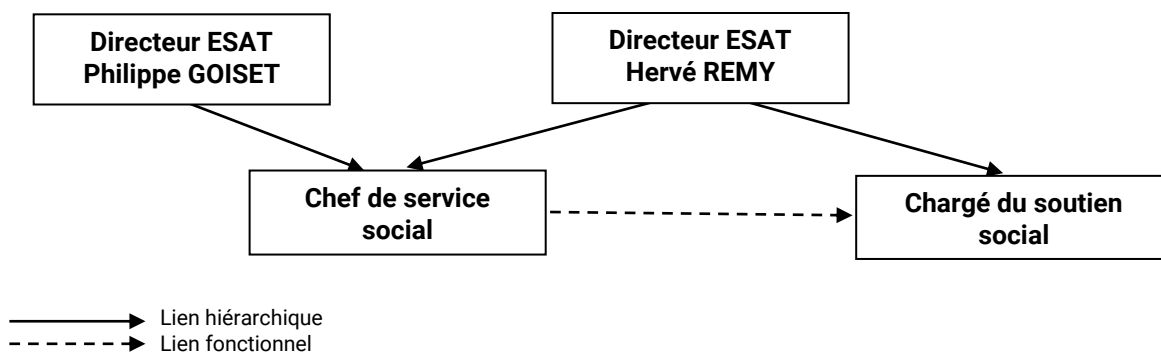 Directeur ESAT
Philippe GOISET
Directeur ESAT
Hervé REMY
Chef de service
social
Chargé du soutien
social
Lien hiérarchique
Lien fonctionnel